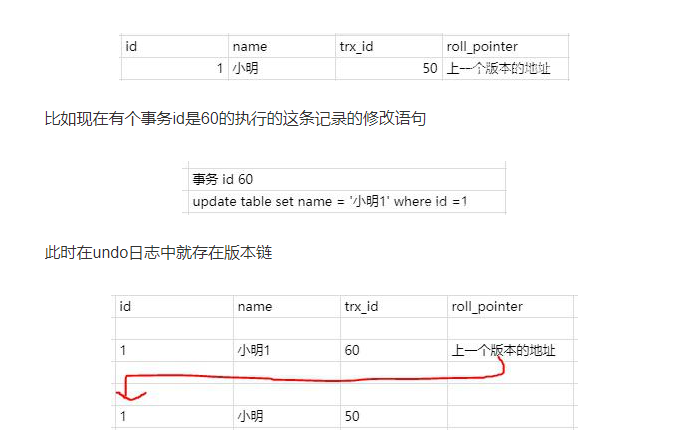 id name trx_id roll_pointer
1 小明 50 上一个版本的地址
比如现在有个事务id是60的执行的这条记录的修改语句
事务 id 60
update table set name = '小明1' where id =1
此时在undo日志中就存在版本链
id name trx_id roll_pointer
1 小明1 60 上一个版本的地址
1 小明 50